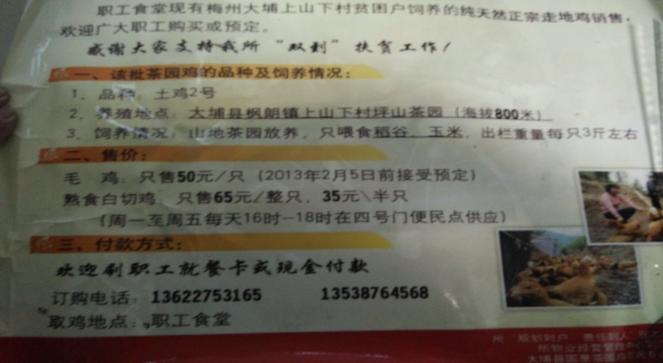 职工食堂现有梅州大埔上山下村贫困户饲养的纯天然正宗走地鸡销售，
欢迎广大职工购买或预定。
感谢大家支持我所“双到”扶贫工作！
一、该批茶园鸡的品种及饲养情况：
1、品种：土鸡2号
2、养殖地点：大埔县枫朗镇上山下村坪山茶园（海拔800米）
3、饲养情况：山地茶园放养，只喂食稻谷、玉米，出栏重量每只3斤左右
二、售价：
毛 鸡：只售50元/只（2013年2月5日前接受预定）
熟食白切鸡：只售65元/整只，35元\半只
（周一至周五每天16时－18时在四号门便民点供应）
三、付款方式：
欢迎刷职工就餐卡或现金付款
订购电话：13622753165 13538764568
取鸡地点：职工食堂
所“规划到户 责任到人”